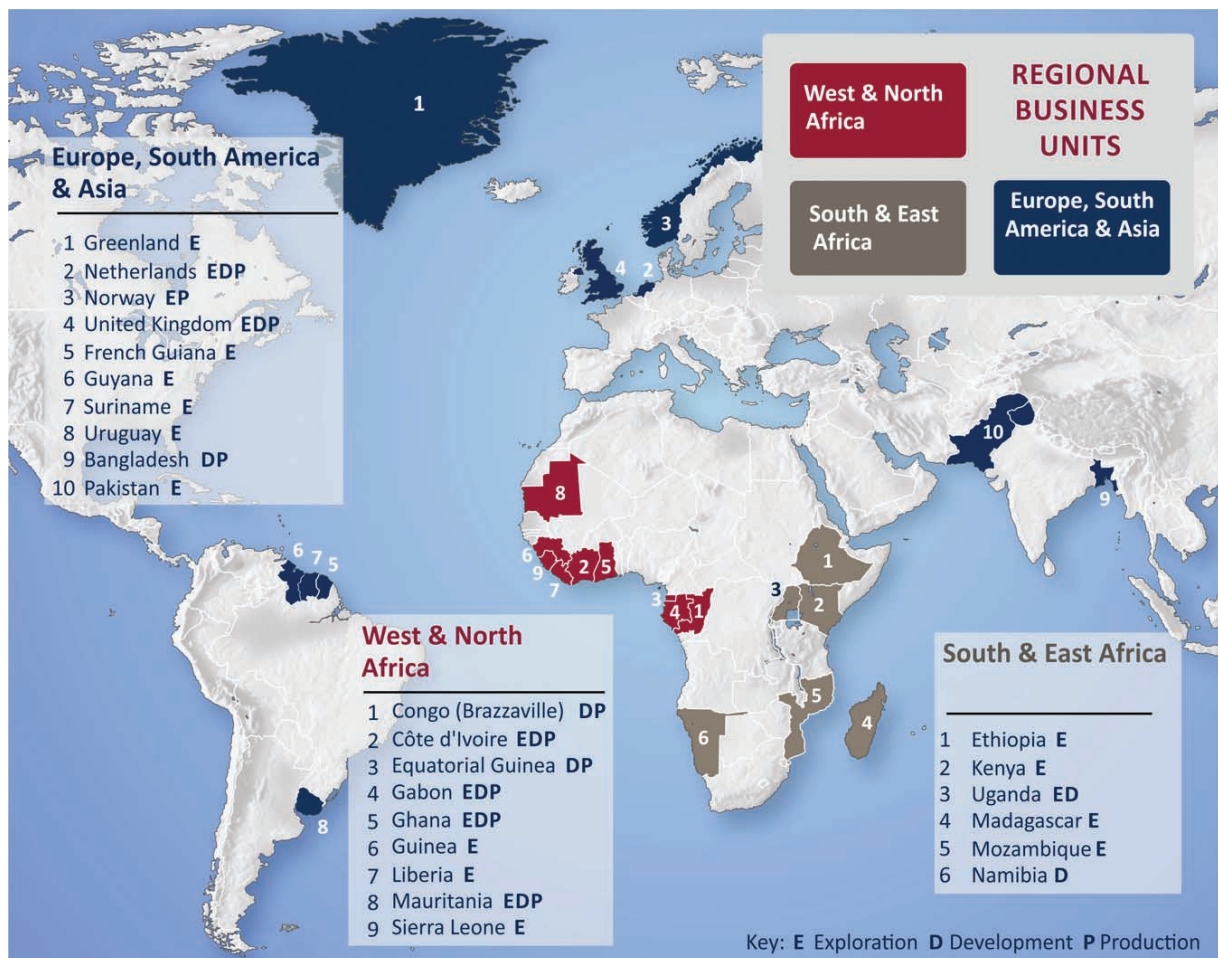 1
West & North
Africa
REGIONAL
BUSINESS
UNITS
South & East
Africa
Europe, South
America & Asia
Europe, South America
& Asia
1 Greenland E
2 Netherlands EDP
3 Norway EP
4 United Kingdom EDP
5 French Guiana E
6 Guyana E
7 Suriname E
8 Uruguay E
9 Bangladesh DP
10 Pakistan E
3
4
2
10
9
8
6
9
7
2
5
3
4
1
1
3
2
5
4
6
6
7
5
8
West & North
Africa
1 Congo (Brazzaville) DP
2 Côte d'Ivoire EDP
3 Equatorial Guinea DP
4 Gabon EDP
5 Ghana EDP
6 Guinea E
7 Liberia E
8 Mauritania EDP
9 Sierra Leone E
South & East Africa
1 Ethiopia E
2 Kenya E
3 Uganda ED
4 Madagascar E
5 Mozambique E
6 Namibia D
Key: E Exploration D Development P Production